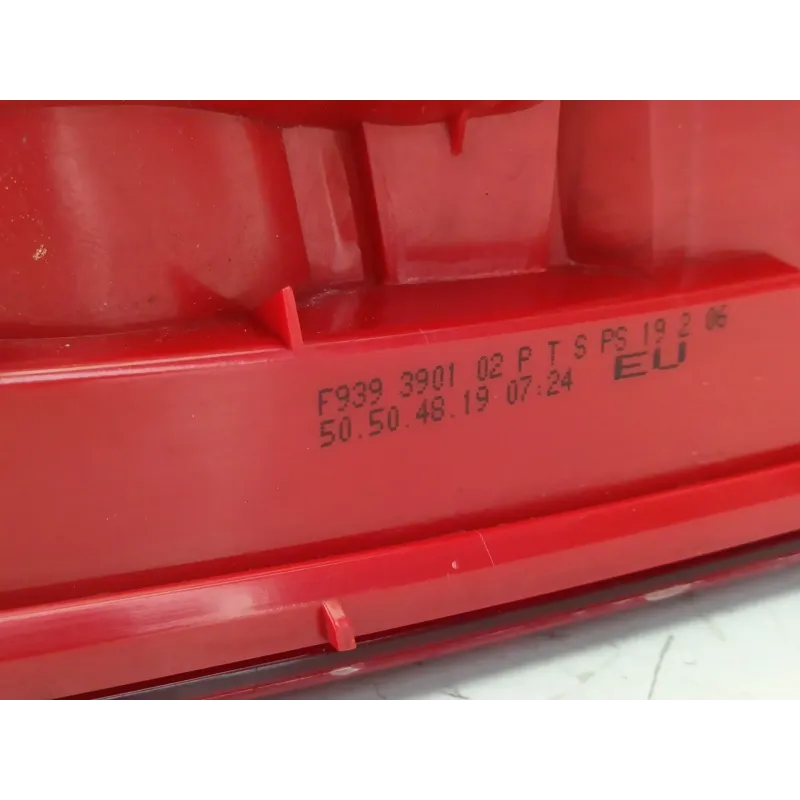 F939 3901 02 P T S PS 19 2 06
50.50.48.19 07:24 EU